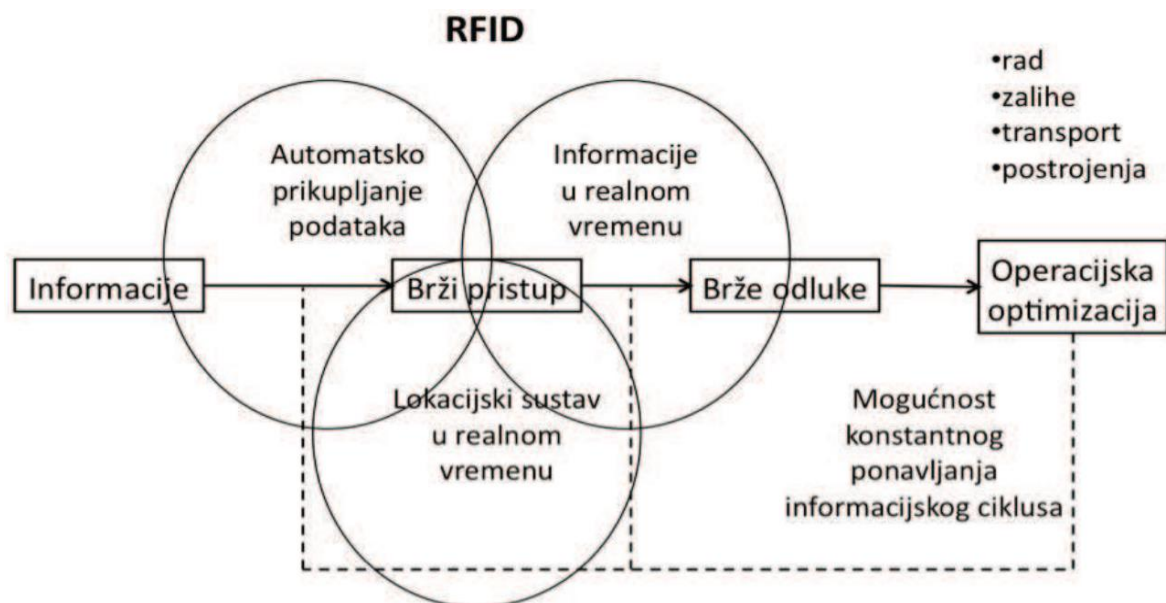 RFID
•rad
•zalihe
•transport
•postrojenja
Automatsko
prikupljanje
podataka
Informacije
u realnom
vremenu
Informacije
Brži pristup
Brže odluke
Operacijska
optimizacija
Lokacijski sustav
u realnom
vremenu
Mogućnost
konstantnog
ponavljanja
informacijskog ciklusa